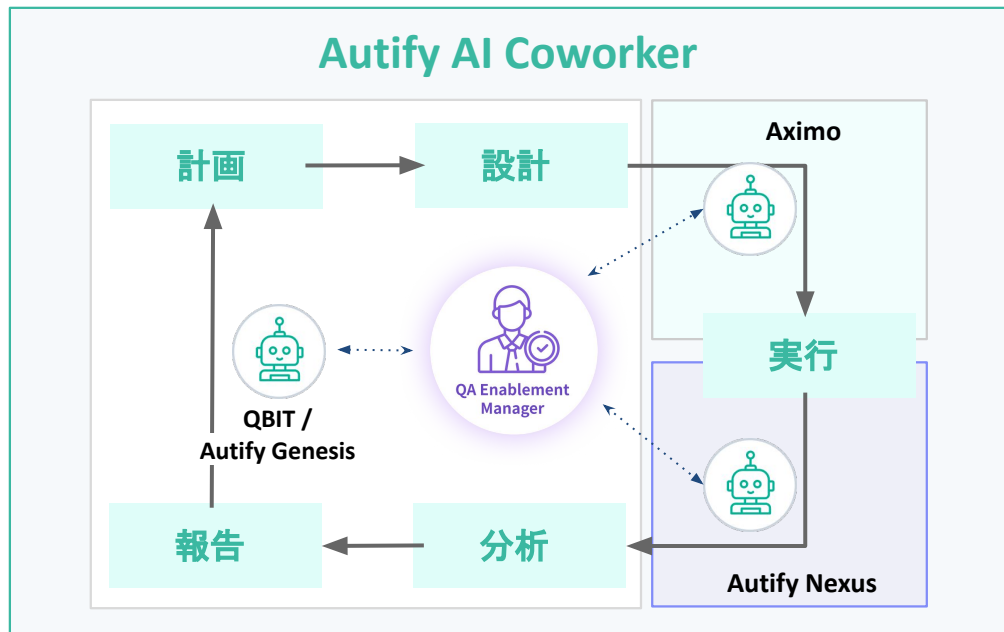 Autify AI Coworker
計画
設計
Aximo
QA Enablement
Manager
実行
QBIT /
Autify Genesis
報告
分析
Autify Nexus